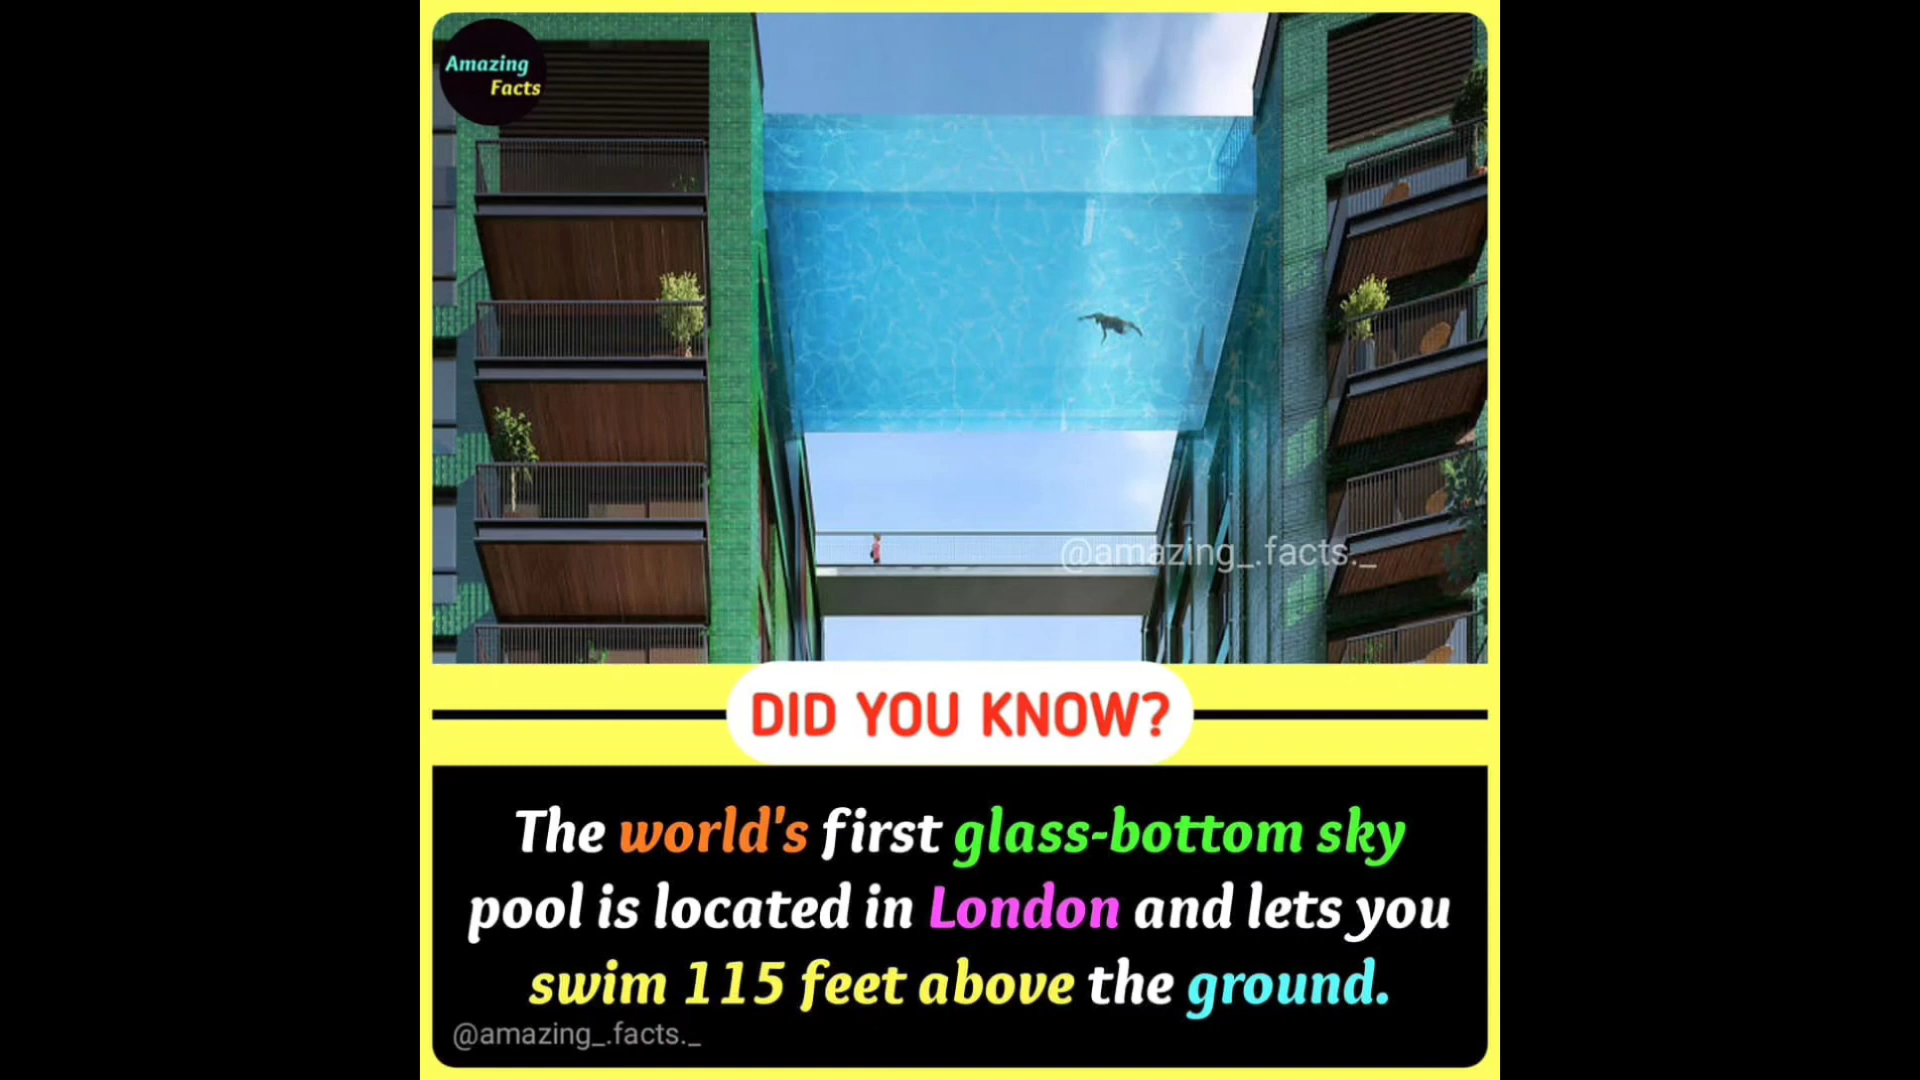 Amazing
Facts
@amazing_.facts._
DID YOU KNOW?
The world's first glass-bottom sky
pool is located in London and lets you
swim 115 feet above the ground.
@amazing_.facts._